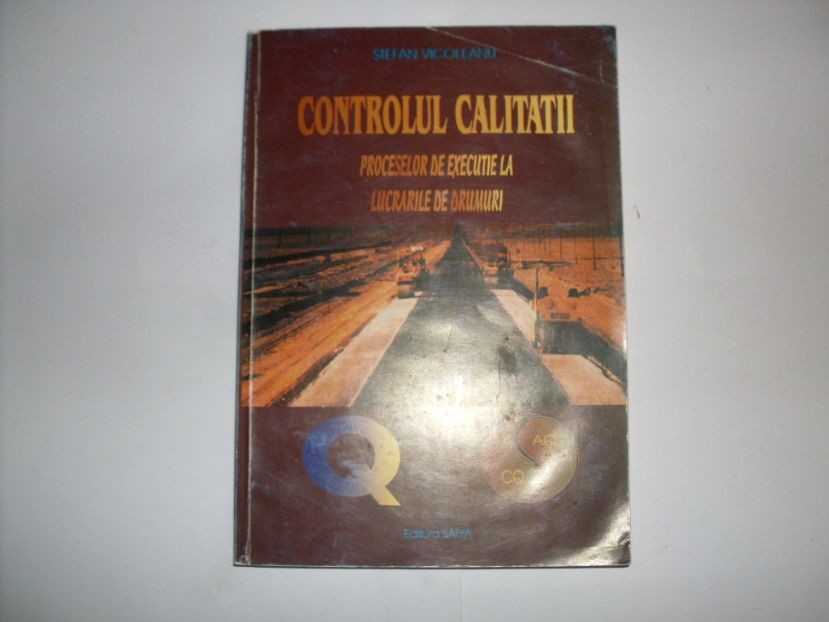 STEFAN VICOLEANU
CONTROLUL CALITATII
PROCESELOR DE EXECUTIE LA
LUCRARILE DE DRUMURI
Q
S
AQ
CQ
Editura SATYA